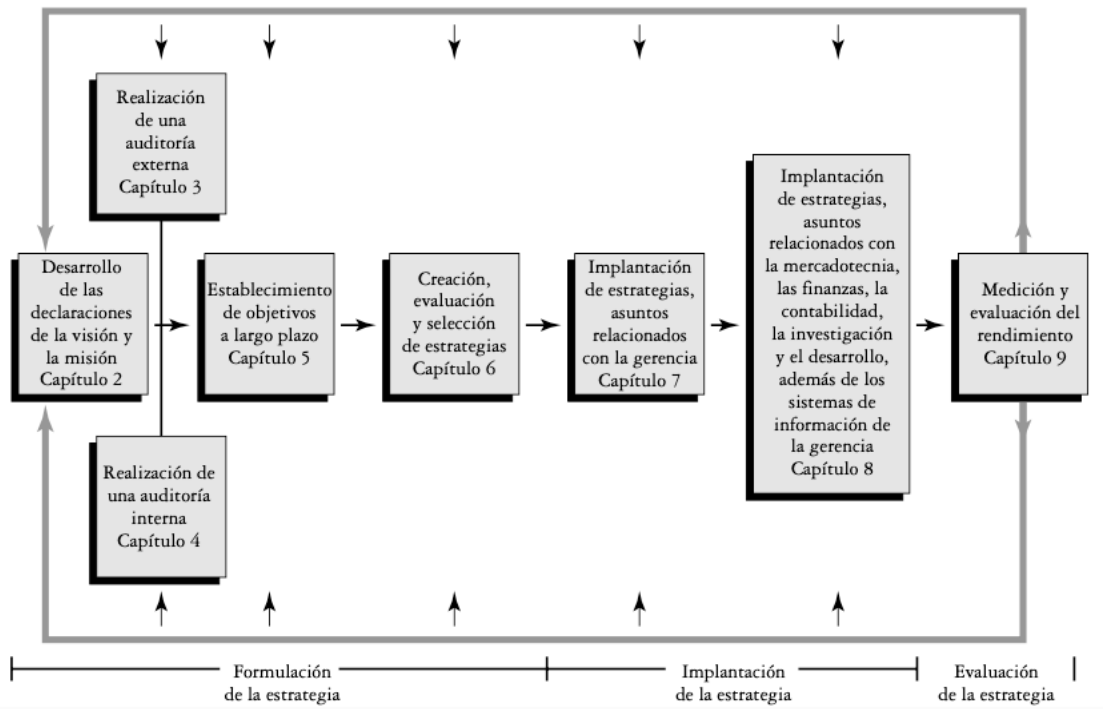 Realización
de una
auditoría
externa
Capítulo 3
Desarrollo
de las
declaraciones
de la visión y
la misión
Capítulo 2
Realización de
una auditoría
interna
Capítulo 4
Establecimiento
de objetivos
a largo plazo
Capítulo 5
Creación,
evaluación
y selección
de estrategias
Capítulo 6
Implantación
de estrategias,
asuntos
relacionados
con la gerencia
Capítulo 7
Implantación
de estrategias,
asuntos
relacionados con
la mercadotecnia,
las finanzas, la
contabilidad,
la investigación
y el desarrollo,
además de los
sistemas de
información de
la gerencia
Capítulo 8
Medición y
evaluación del
rendimiento
Capítulo 9
Formulación
de la estrategia
Implantación
de la estrategia
Evaluación
de la estrategia